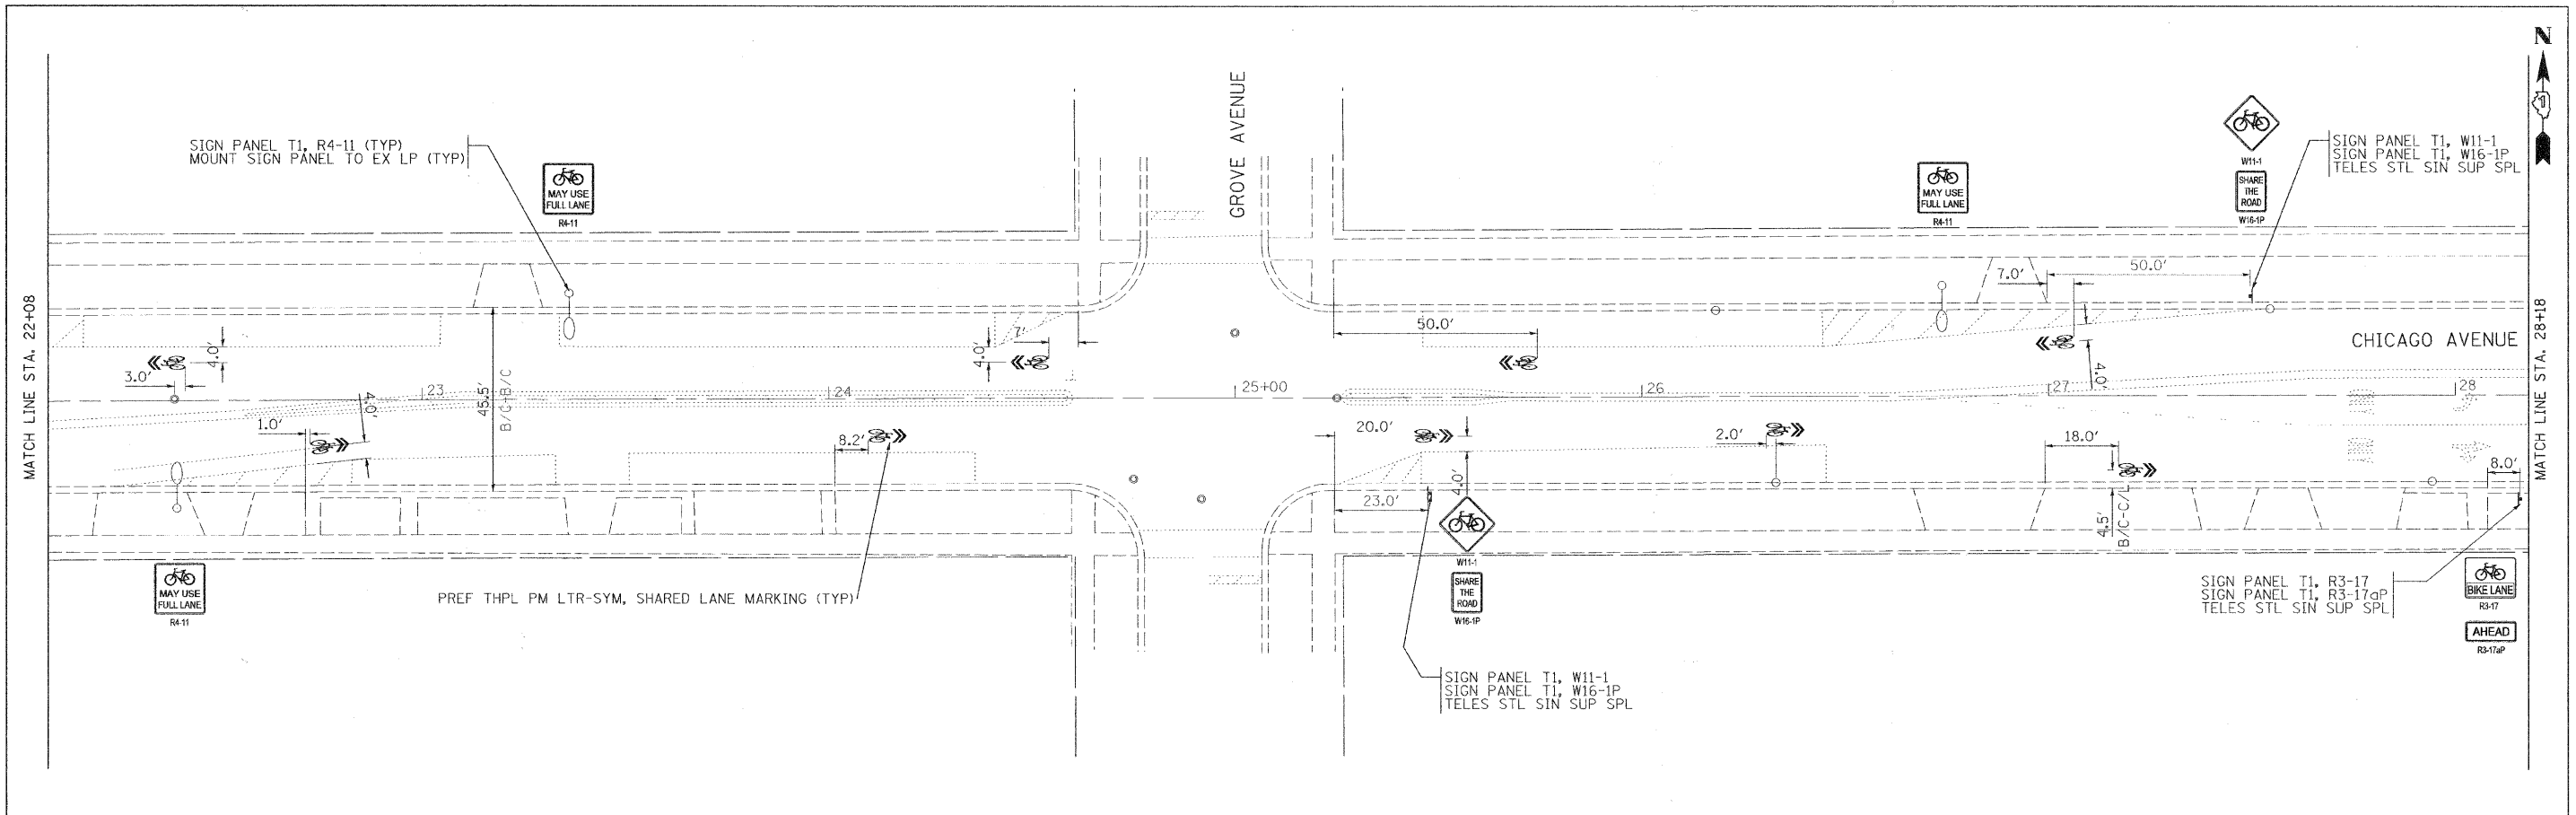 N
GROVE AVENUE
SIGN PANEL T1, R4-11 (TYP)
MOUNT SIGN PANEL TO EX LP (TYP)
MAY USE
FULL LANE
R4-11
MAY USE
FULL LANE
R4-11
W11-1
SHARE
THE
ROAD
W16-1P
SIGN PANEL T1, W11-1
SIGN PANEL T1, W16-1P
TELES STL SIN SUP SPL
MATCH LINE STA. 22+08
MATCH LINE STA. 28+18
CHICAGO AVENUE
7.0'
50.0'
50.0'
7'
4.0'
4.0'
4.0'
3.0'
23
24
25+00
26
27
28
45.5'
B/C-B/C
4.0'
1.0'
8.2'
20.0'
2.0'
18.0'
8.0'
23.0'
4.0'
4.5'
B/C-C/L
MAY USE
FULL LANE
R4-11
PREF THPL PM LTR-SYM, SHARED LANE MARKING (TYP)
W11-1
SHARE
THE
ROAD
W16-1P
SIGN PANEL T1, W11-1
SIGN PANEL T1, W16-1P
TELES STL SIN SUP SPL
SIGN PANEL T1, R3-17
SIGN PANEL T1, R3-17aP
TELES STL SIN SUP SPL
BIKE LANE
R3-17
AHEAD
R3-17aP